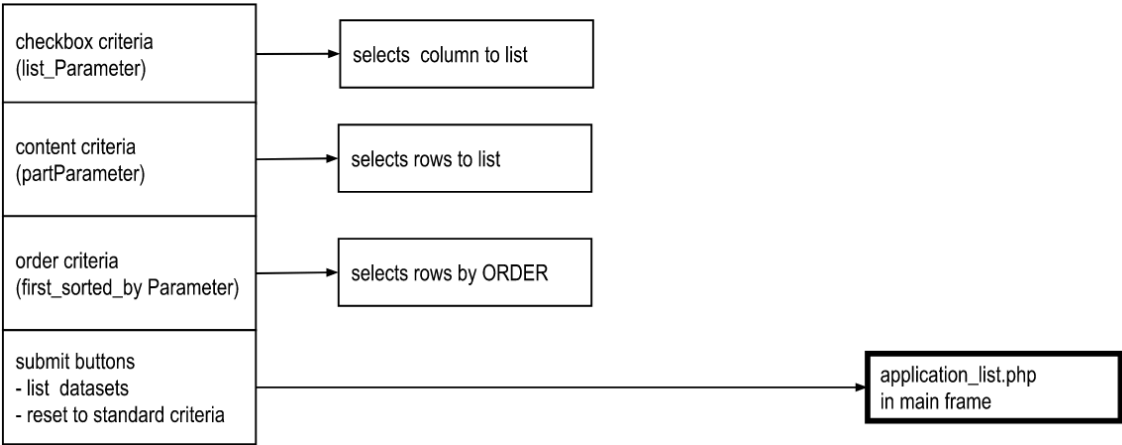 checkbox criteria
(list_Parameter)
selects column to list
content criteria
(partParameter)
selects rows to list
order criteria
(first_sorted_by Parameter)
selects rows by ORDER
submit buttons
- list datasets
- reset to standard criteria
application_list.php
in main frame